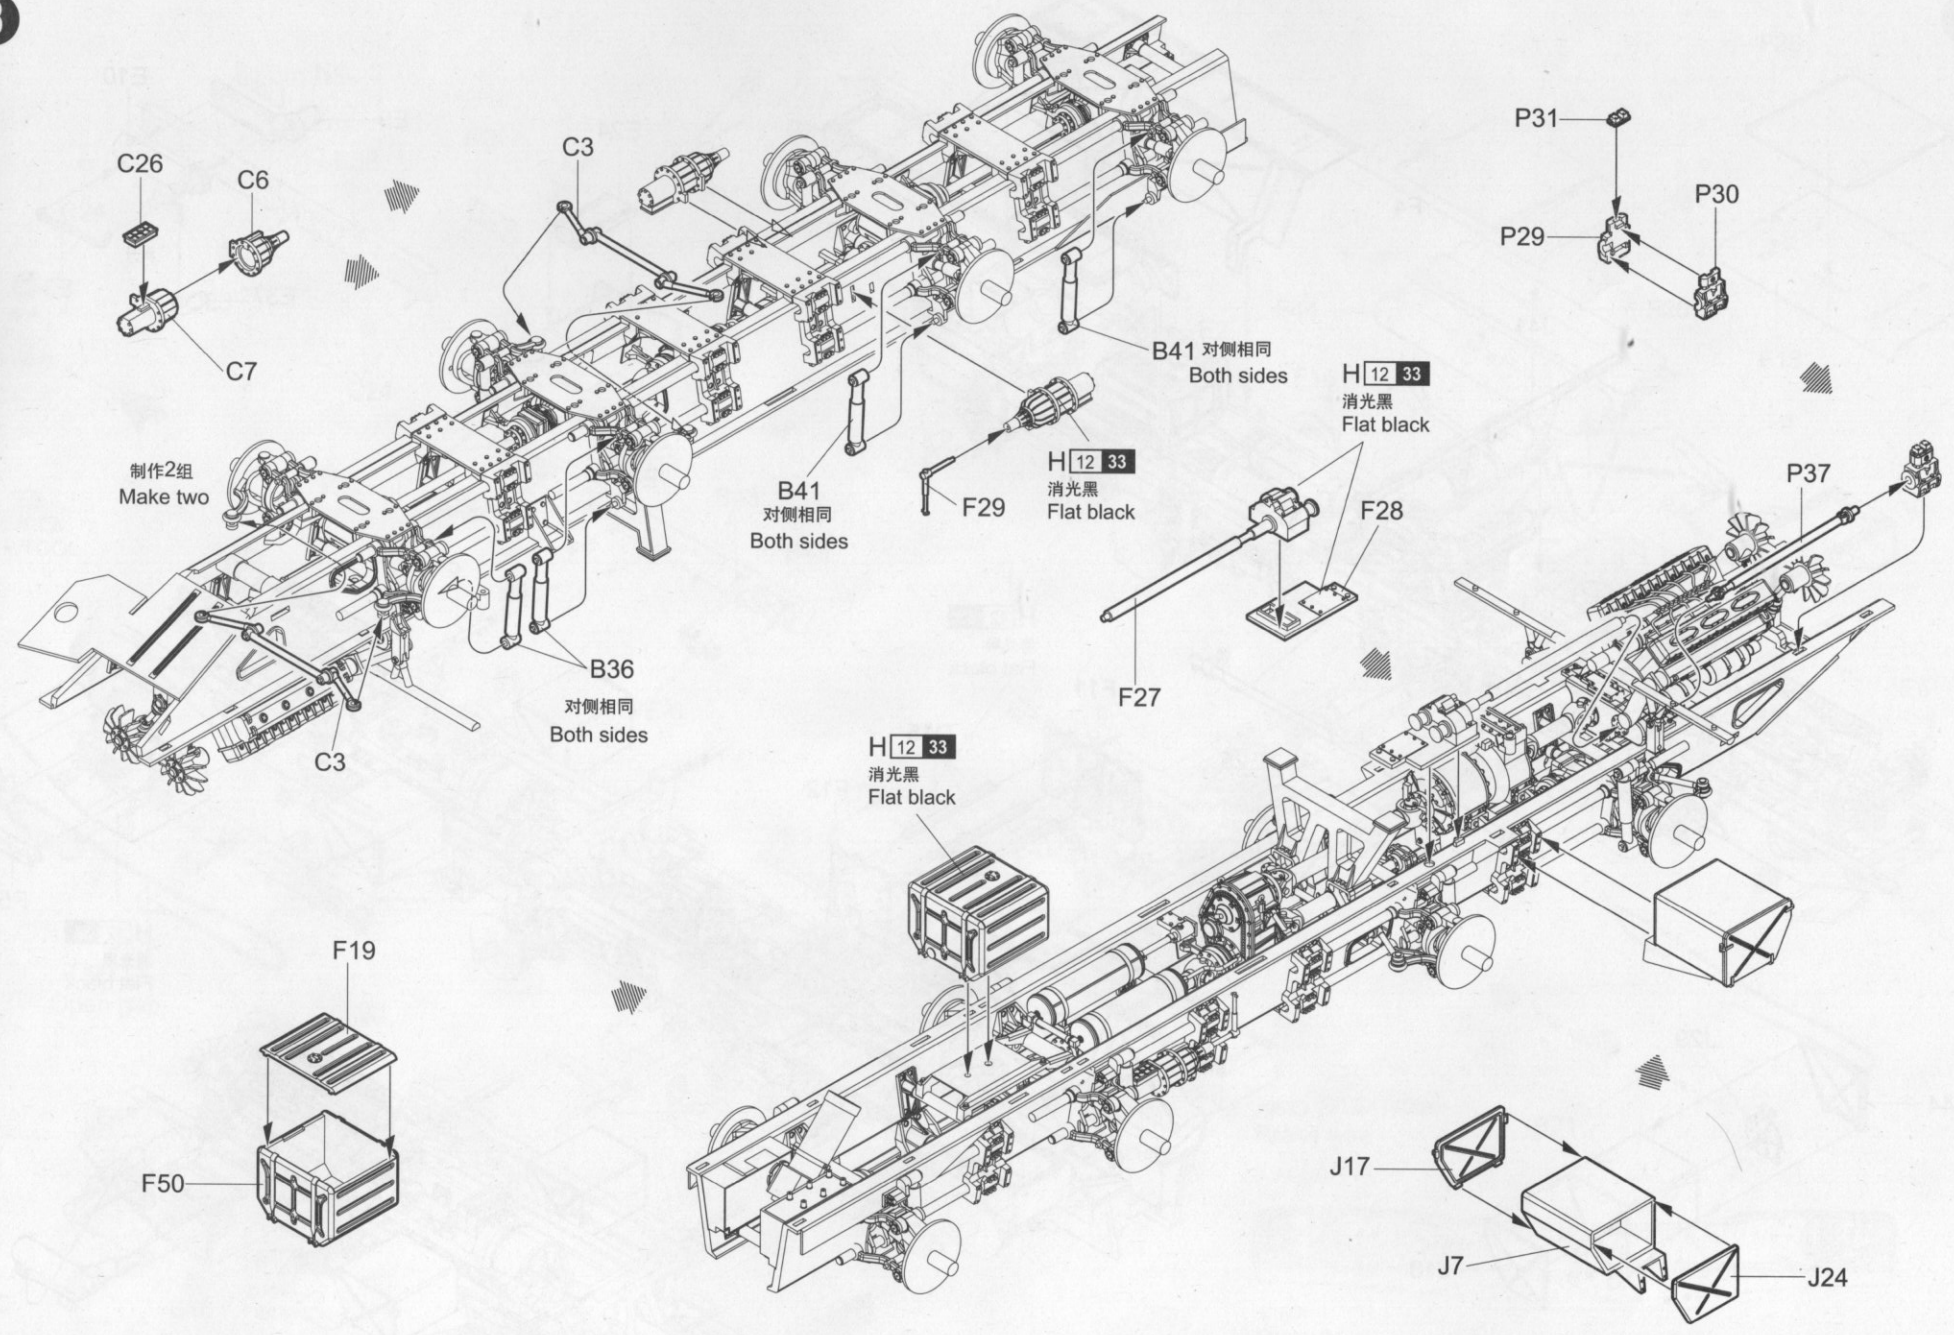 C26
C6
C3
C7
P31
P30
P29
B41 对侧相同
Both sides
H 12 33
消光黑
Flat black
制作2组
Make two
B41
对侧相同
Both sides
F29
H 12 33
消光黑
Flat black
F28
P37
F27
B36
对侧相同
Both sides
C3
H 12 33
消光黑
Flat black
F19
F50
J17
J7
J24